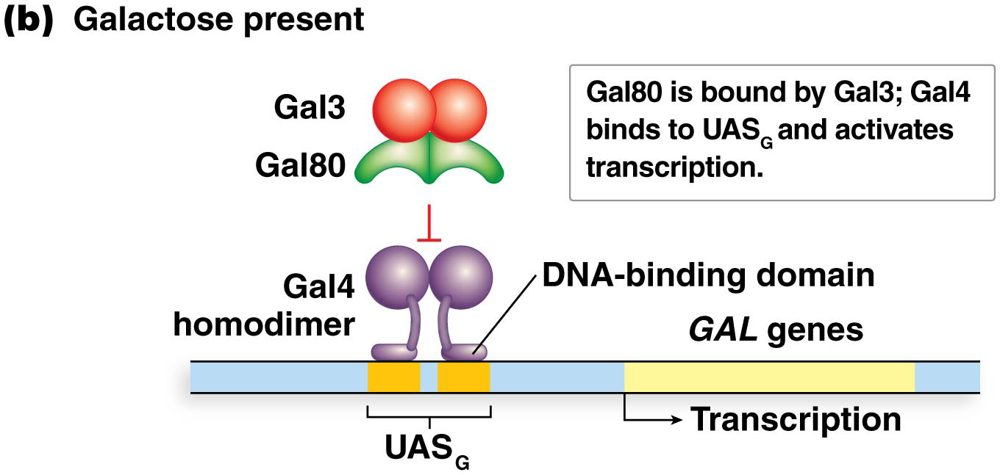 (b) Galactose present
Gal3
Gal80
Gal80 is bound by Gal3; Gal4
binds to UASG and activates
transcription.
Gal4
homodimer
DNA-binding domain
GAL genes
Transcription
UASG